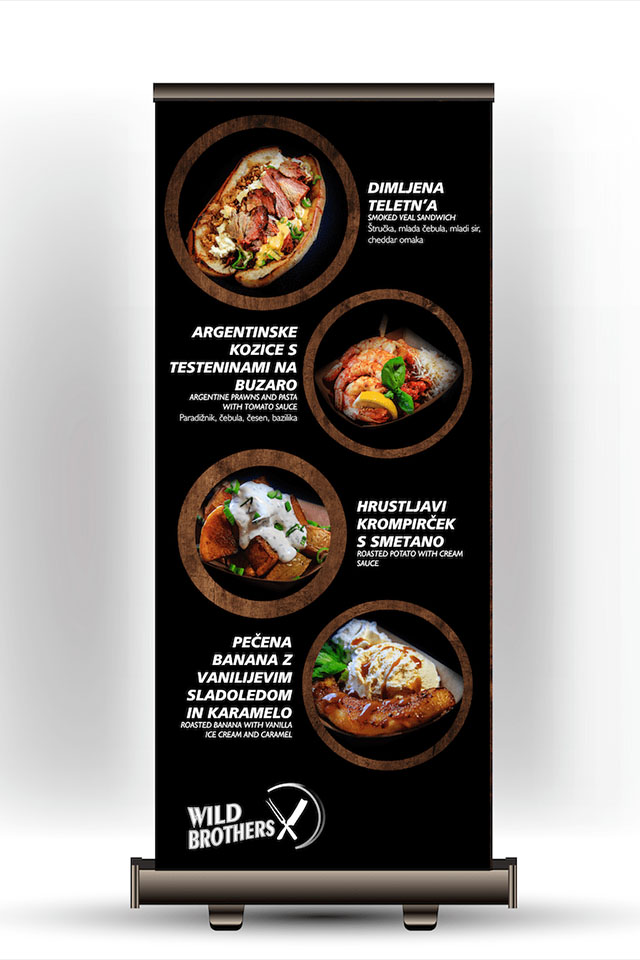 DIMLJENA
TELETN'A
SMOKED VEAL SANDWICH
Štručka, mlada čebula, mladi sir,
cheddar omaka
ARGENTINSKE
KOZICE S
TESTENINAMI NA
BUZARO
ARGENTINE PRAWNS AND PASTA
WITH TOMATO SAUCE
Paradižnik, čebula, česen, bazilika
HRUSTLJAVI
KROMPIRČEK
S SMETANO
ROASTED POTATO WITH CREAM
SAUCE
PEČENA
BANANA Z
VANILIJEVIM
SLADOLEDOM
IN KARAMELO
ROASTED BANANA WITH VANILLA
ICE CREAM AND CARAMEL
WILD
BROTHERS